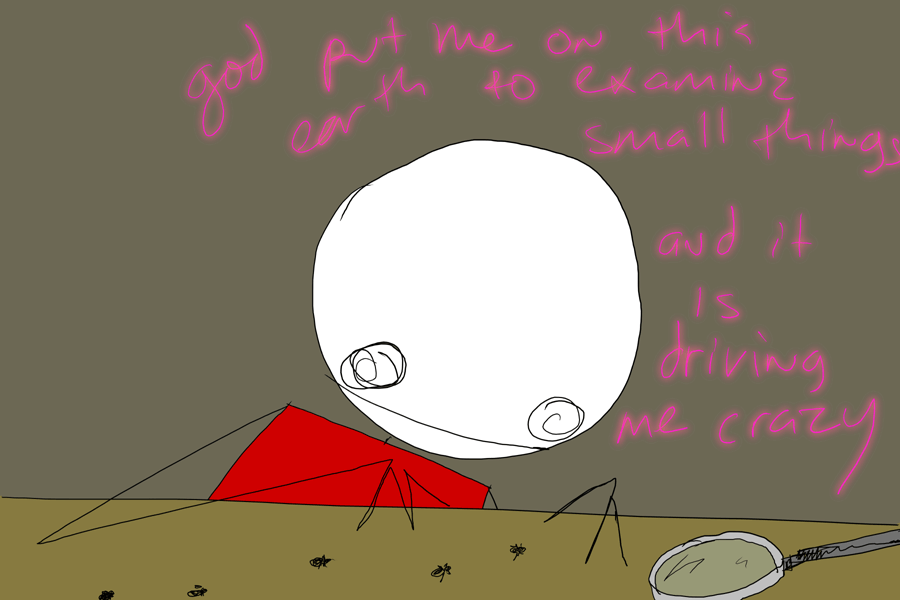 god put me on this
earth to examine
small things
and it
is
driving
me crazy